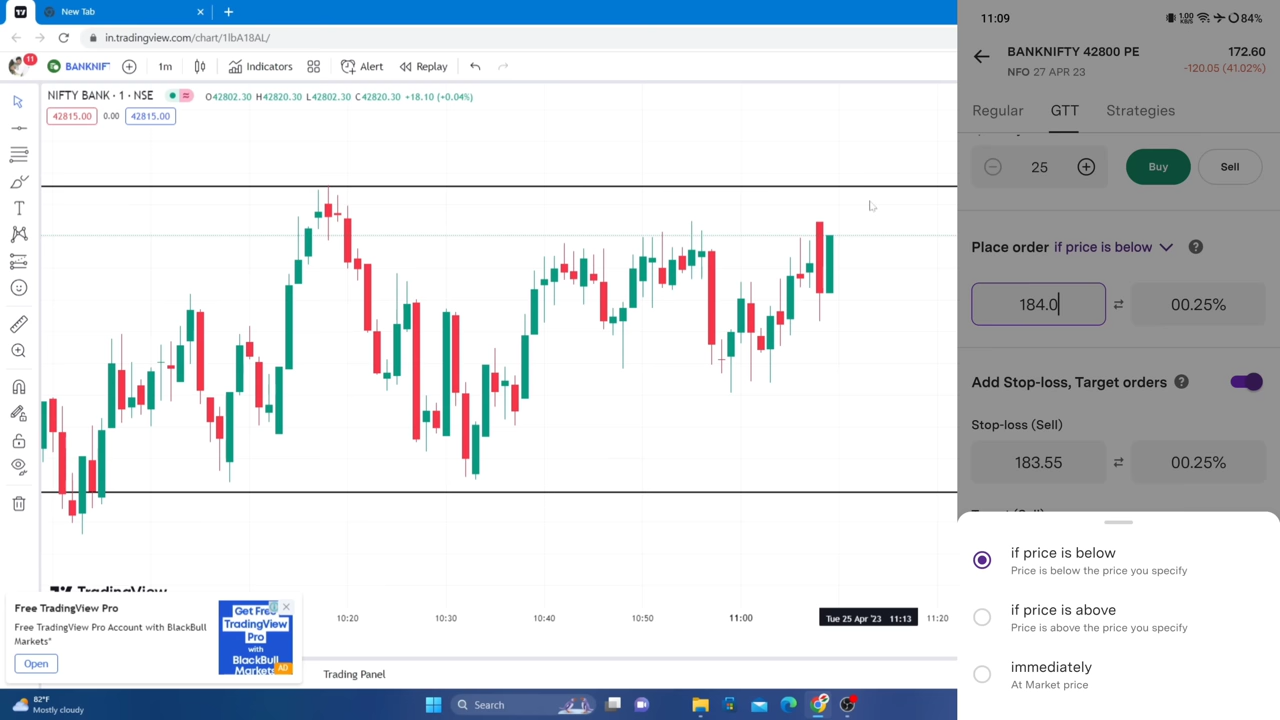 New Tab
in.tradingview.com/chart/1lbA18AL/
11
BANKNIF
1m
Indicators
Alert
Replay
NIFTY BANK · 1 · NSE
O42802.30 H42820.30 L42802.30 C42820.30 +18.10 (+0.04%)
42815.00
0.00
42815.00
TradingView
10:20
10:30
10:40
10:50
11:00
Tue 25 Apr '23 11:13
11:20
Free TradingView Pro
Free TradingView Pro Account with BlackBull
Markets*
Open
Get Free
TradingView
Pro
with
BlackBull
Markets
AD
Trading Panel
82°F
Mostly cloudy
Search
11:09
1.00
KB/S
84%
BANKNIFTY 42800 PE
172.60
NFO 27 APR 23
-120.05 (41.02%)
Regular
GTT
Strategies
25
Buy
Sell
Place order if price is below
184.0
00.25%
Add Stop-loss, Target orders
Stop-loss (Sell)
183.55
00.25%
if price is below
Price is below the price you specify
if price is above
Price is above the price you specify
immediately
At Market price